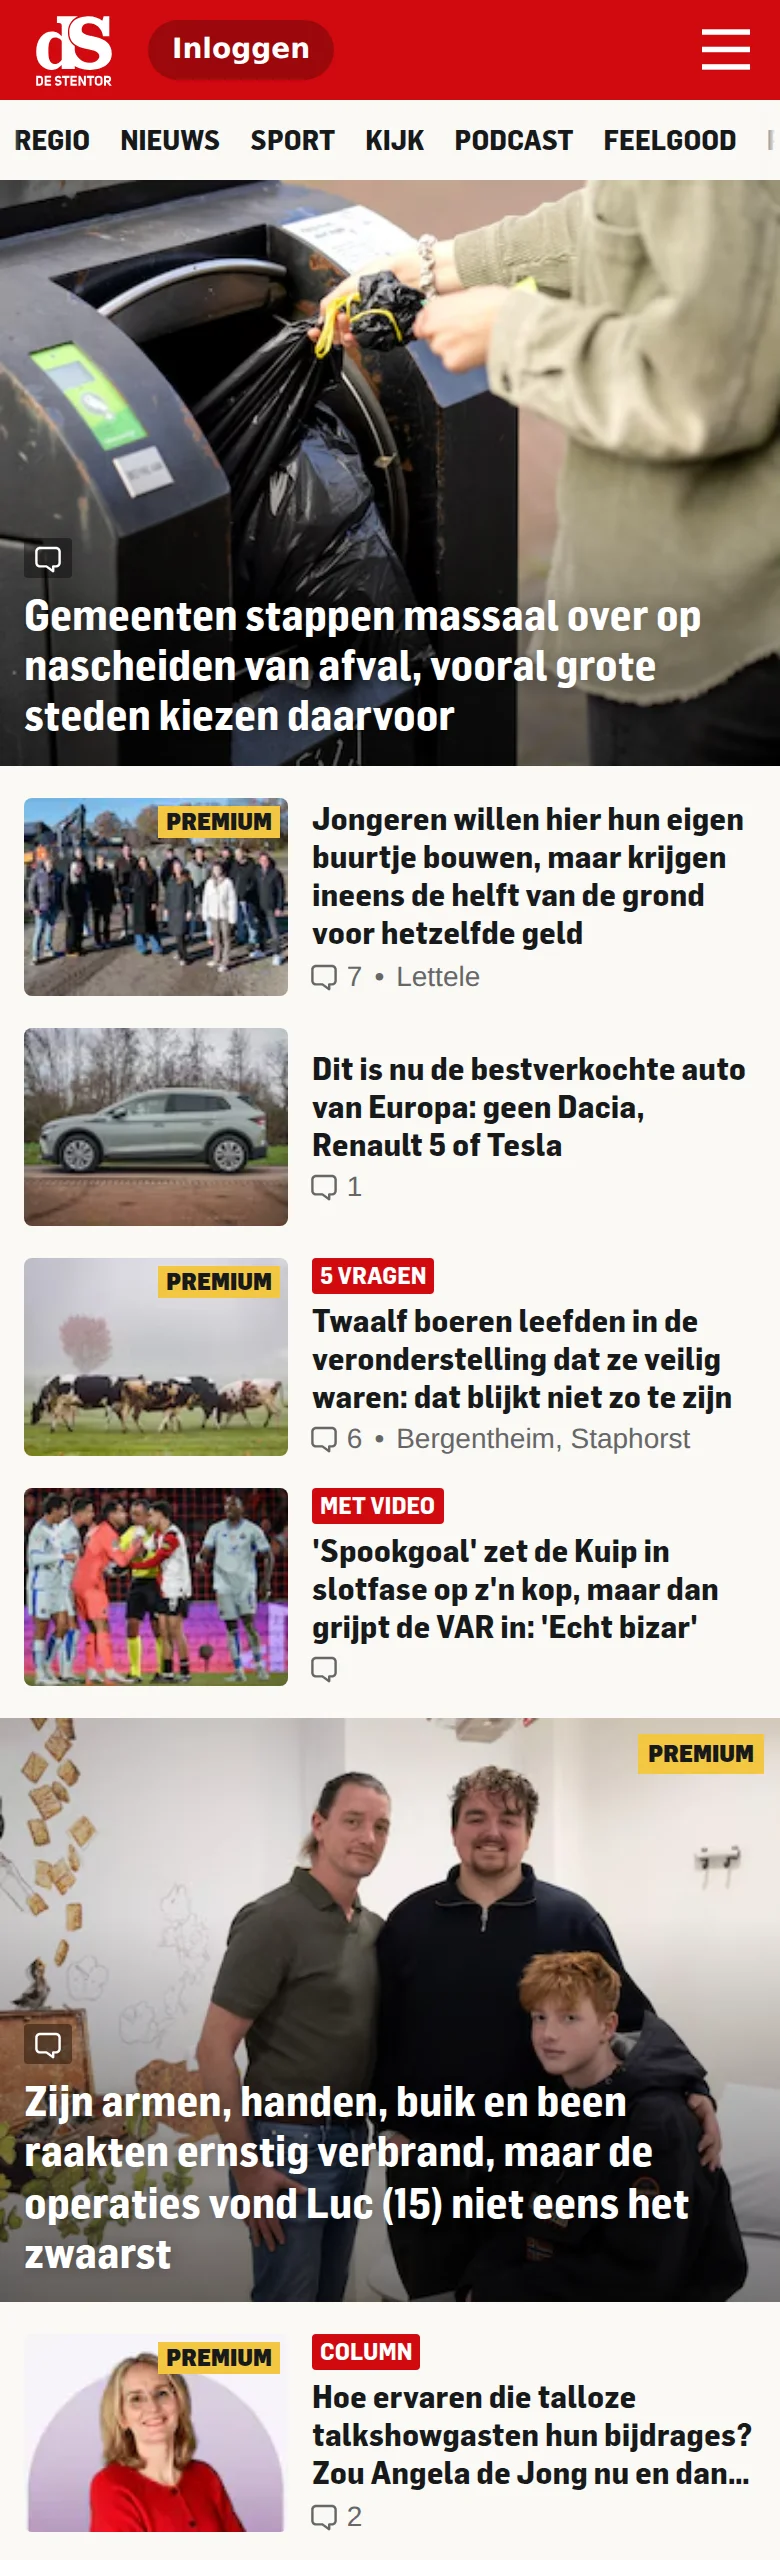 dS
DE STENTOR
Inloggen
REGIO NIEUWS SPORT KIJK PODCAST FEELGOOD
Gemeenten stappen massaal over op
nascheiden van afval, vooral grote
steden kiezen daarvoor
PREMIUM
Jongeren willen hier hun eigen
buurtje bouwen, maar krijgen
ineens de helft van de grond
voor hetzelfde geld
7 • Lettele
Dit is nu de bestverkochte auto
van Europa: geen Dacia,
Renault 5 of Tesla
1
PREMIUM
5 VRAGEN
Twaalf boeren leefden in de
veronderstelling dat ze veilig
waren: dat blijkt niet zo te zijn
6 • Bergentheim, Staphorst
MET VIDEO
'Spookgoal' zet de Kuip in
slotfase op z'n kop, maar dan
grijpt de VAR in: 'Echt bizar'
PREMIUM
Zijn armen, handen, buik en been
raakten ernstig verbrand, maar de
operaties vond Luc (15) niet eens het
zwaarst
PREMIUM
COLUMN
Hoe ervaren die talloze
talkshowgasten hun bijdrages?
Zou Angela de Jong nu en dan...
2